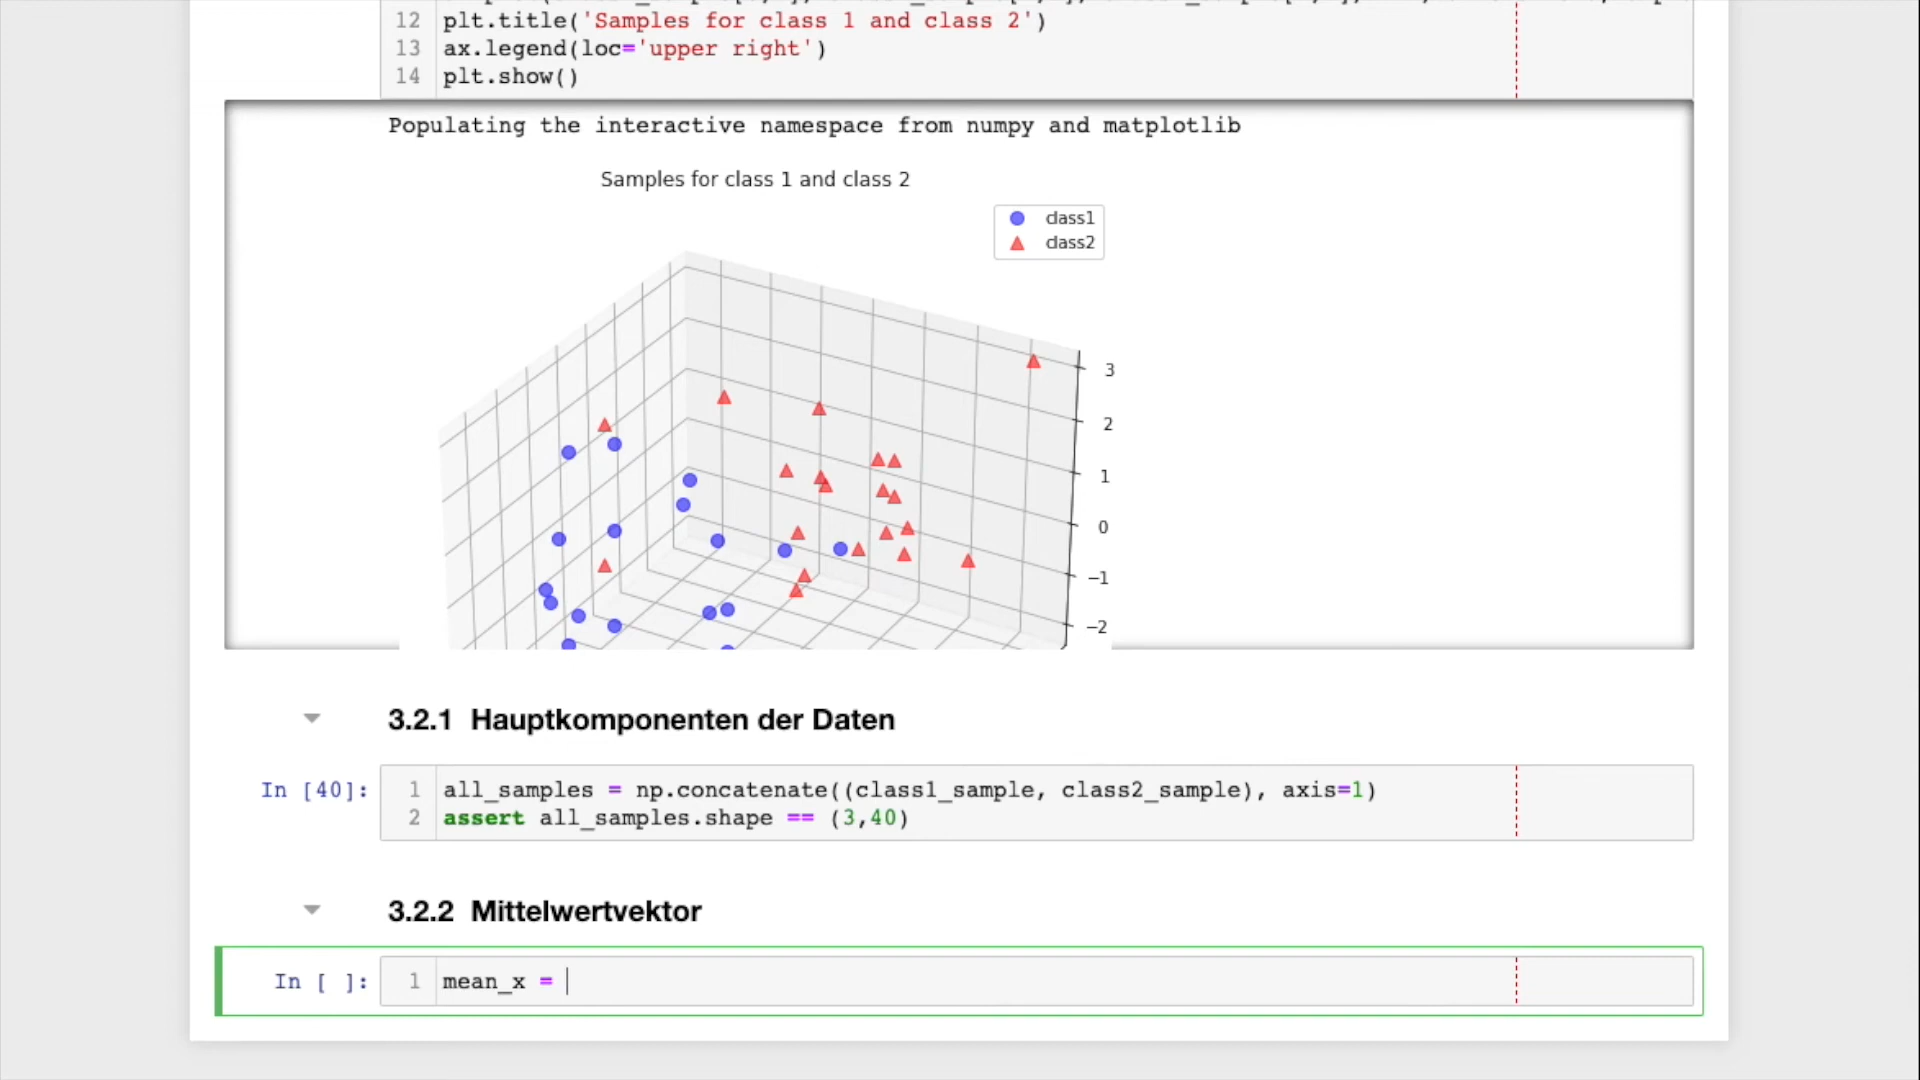 12 plt.title('Samples for class 1 and class 2')
13 ax.legend(loc='upper right')
14 plt.show()
Populating the interactive namespace from numpy and matplotlib
Samples for class 1 and class 2
class1
class2
3
2
1
0
−1
−2
3.2.1 Hauptkomponenten der Daten
In [40]:
1 all_samples = np.concatenate((class1_sample, class2_sample), axis=1)
2 assert all_samples.shape == (3,40)
3.2.2 Mittelwertvektor
In [ ]:
1 mean_x =